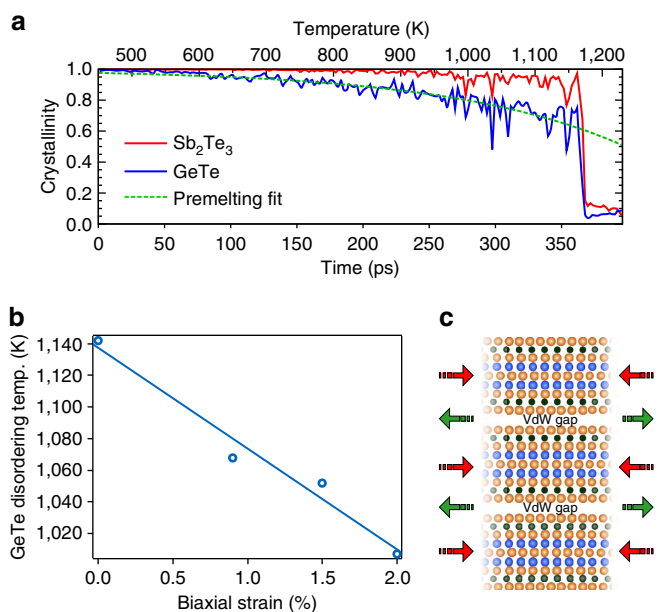 a
Temperature (K)
500 600 700 800 900 1,000 1,100 1,200
1.0
0.8
0.6
0.4
0.2
0.0
Crystallinity
Sb₂Te₃
GeTe
Premelting fit
0 50 100 150 200 250 300 350
Time (ps)
b
1,140
1,120
1,100
1,080
1,060
1,040
1,020
GeTe disordering temp. (K)
0.0 0.5 1.0 1.5 2.0
Biaxial strain (%)
c
VdW gap
VdW gap